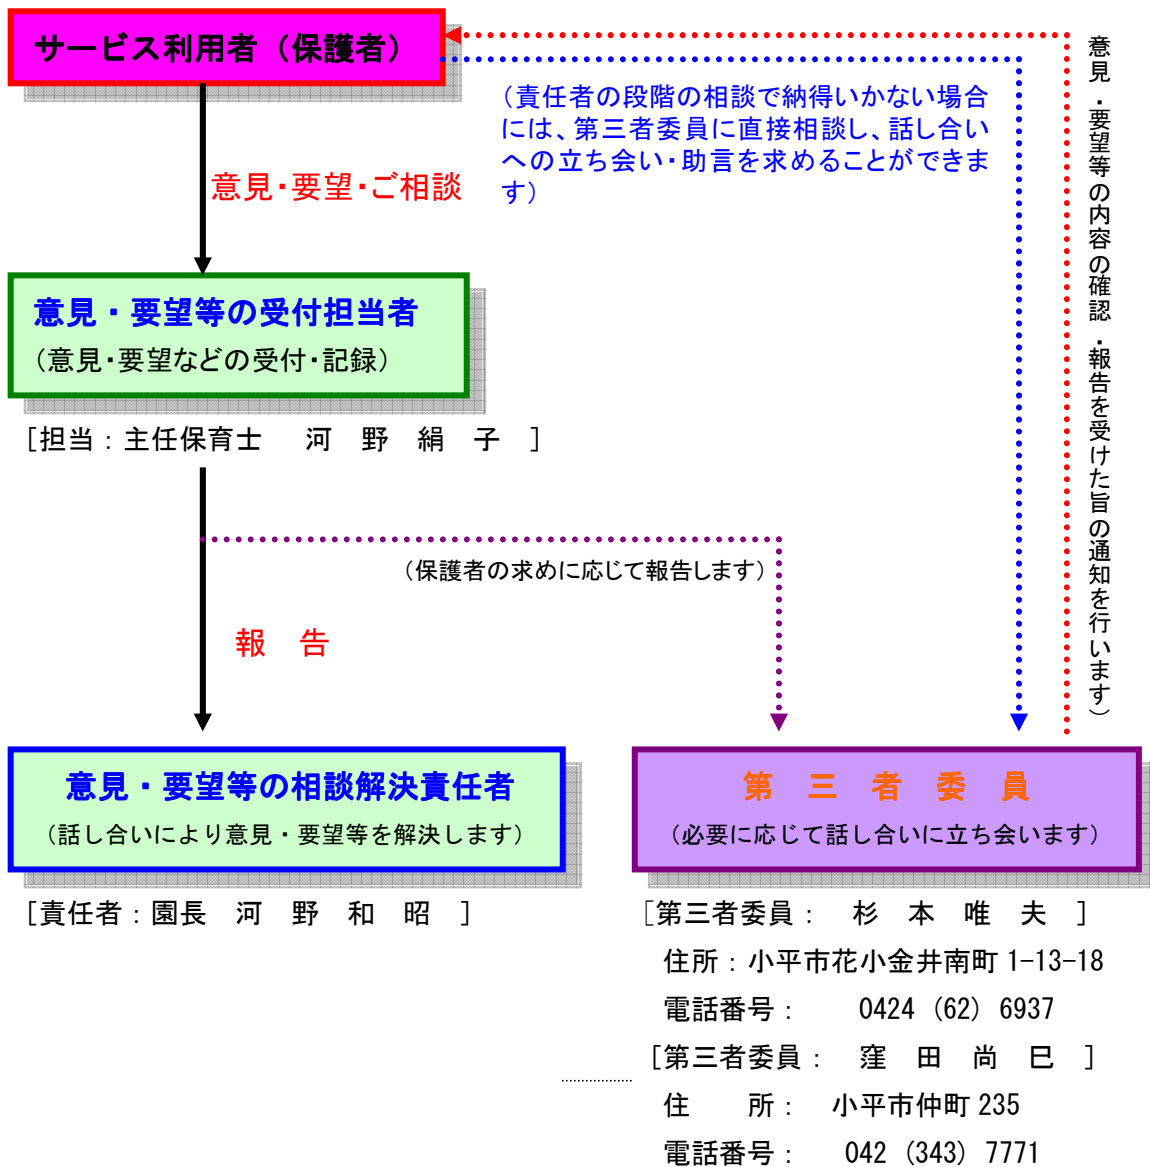 サービス利用者（保護者）
（責任者の段階の相談で納得いかない場合
には、第三者委員に直接相談し、話し合い
への立ち会い・助言を求めることができま
す）
意見・要望・ご相談
意見・要望等の内容の確認・報告を受けた旨の通知を行います）
意見・要望等の受付担当者
（意見・要望などの受付・記録）
［担当：主任保育士　河　野　絹　子　］
（保護者の求めに応じて報告します）
報　告
意見・要望等の相談解決責任者
（話し合いにより意見・要望等を解決します）
［責任者：園長　河　野　和　昭　］
第　三　者　委　員
（必要に応じて話し合いに立ち会います）
［第三者委員：　杉　本　唯　夫　］
住所：小平市花小金井南町 1-13-18
電話番号：　0424（62）6937
［第三者委員：　窪　田　尚　巳　］
住　所：　小平市仲町 235
電話番号：　042（343）7771